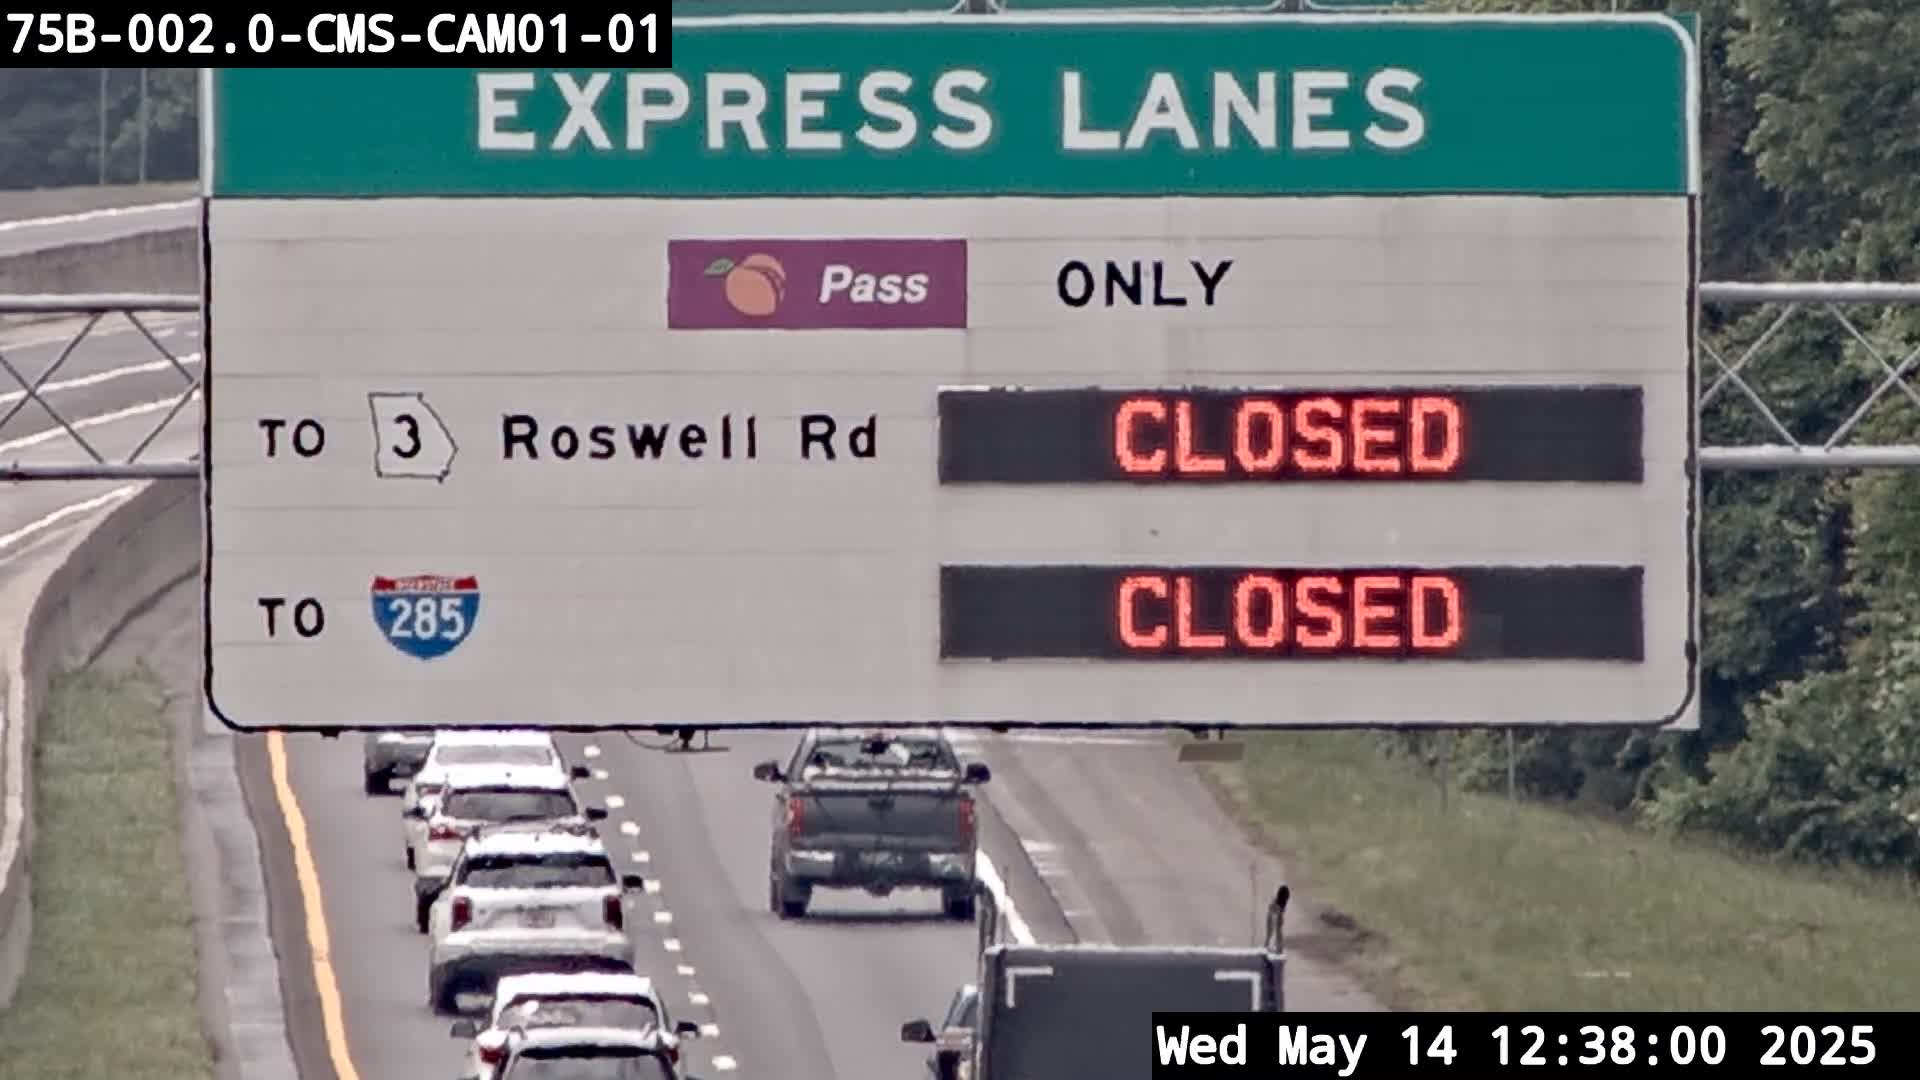 75B-002.0-CMS-CAM01-01
EXPRESS LANES
Pass ONLY
TO 3 Roswell Rd CLOSED
TO INTERSTATE 285 CLOSED
Wed May 14 12:38:00 2025